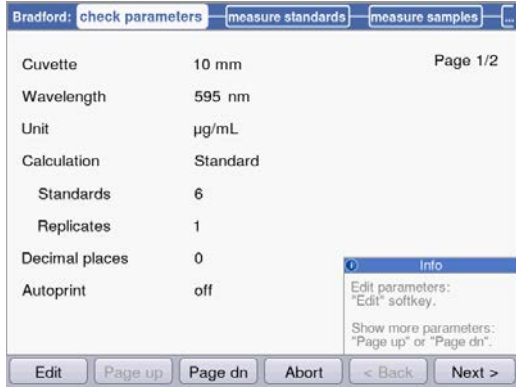 Bradford: check parameters measure standards measure samples ...
Page 1/2
Cuvette 10 mm
Wavelength 595 nm
Unit µg/mL
Calculation Standard
Standards 6
Replicates 1
Decimal places 0
Autoprint off
Info
Edit parameters:
"Edit" softkey.
Show more parameters:
"Page up" or "Page dn".
Edit Page up Page dn Abort < Back Next >